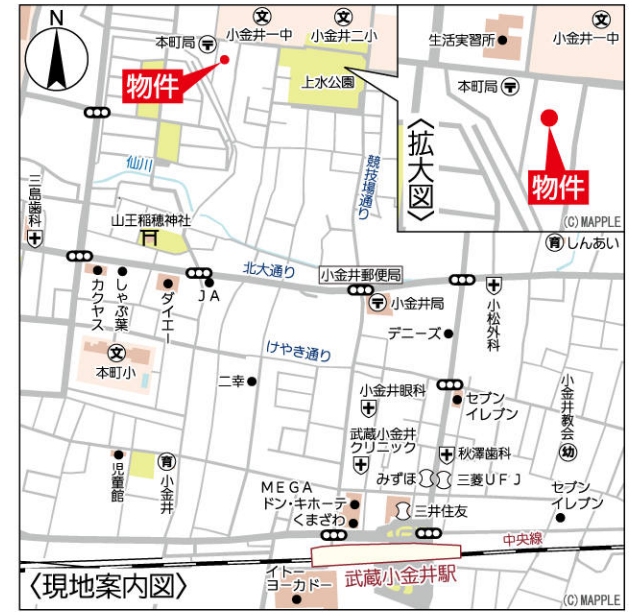 N
小金井一中
小金井二小
本町局
物件
上水公園
生活実習所
小金井一中
本町局
〈拡大図〉
物件
(C)MAPPLE
仙川
競技場通り
三島歯科
山王稲穂神社
育
しんあい
北大通り
小金井郵便局
カクヤス
しゃぶ葉
ダイエー
JA
小金井局
小松外科
デニーズ
けやき通り
文
本町小
二幸
小金井眼科
セブン
イレブン
小金井教会
幼
武蔵小金井
クリニック
秋澤歯科
児童館
育
小金井
みずほ
三菱UFJ
MEGA
ドン・キホーテ
くまざわ
三井住友
セブン
イレブン
中央線
武蔵小金井駅
イトー
ヨーカドー
〈現地案内図〉
(C)MAPPLE